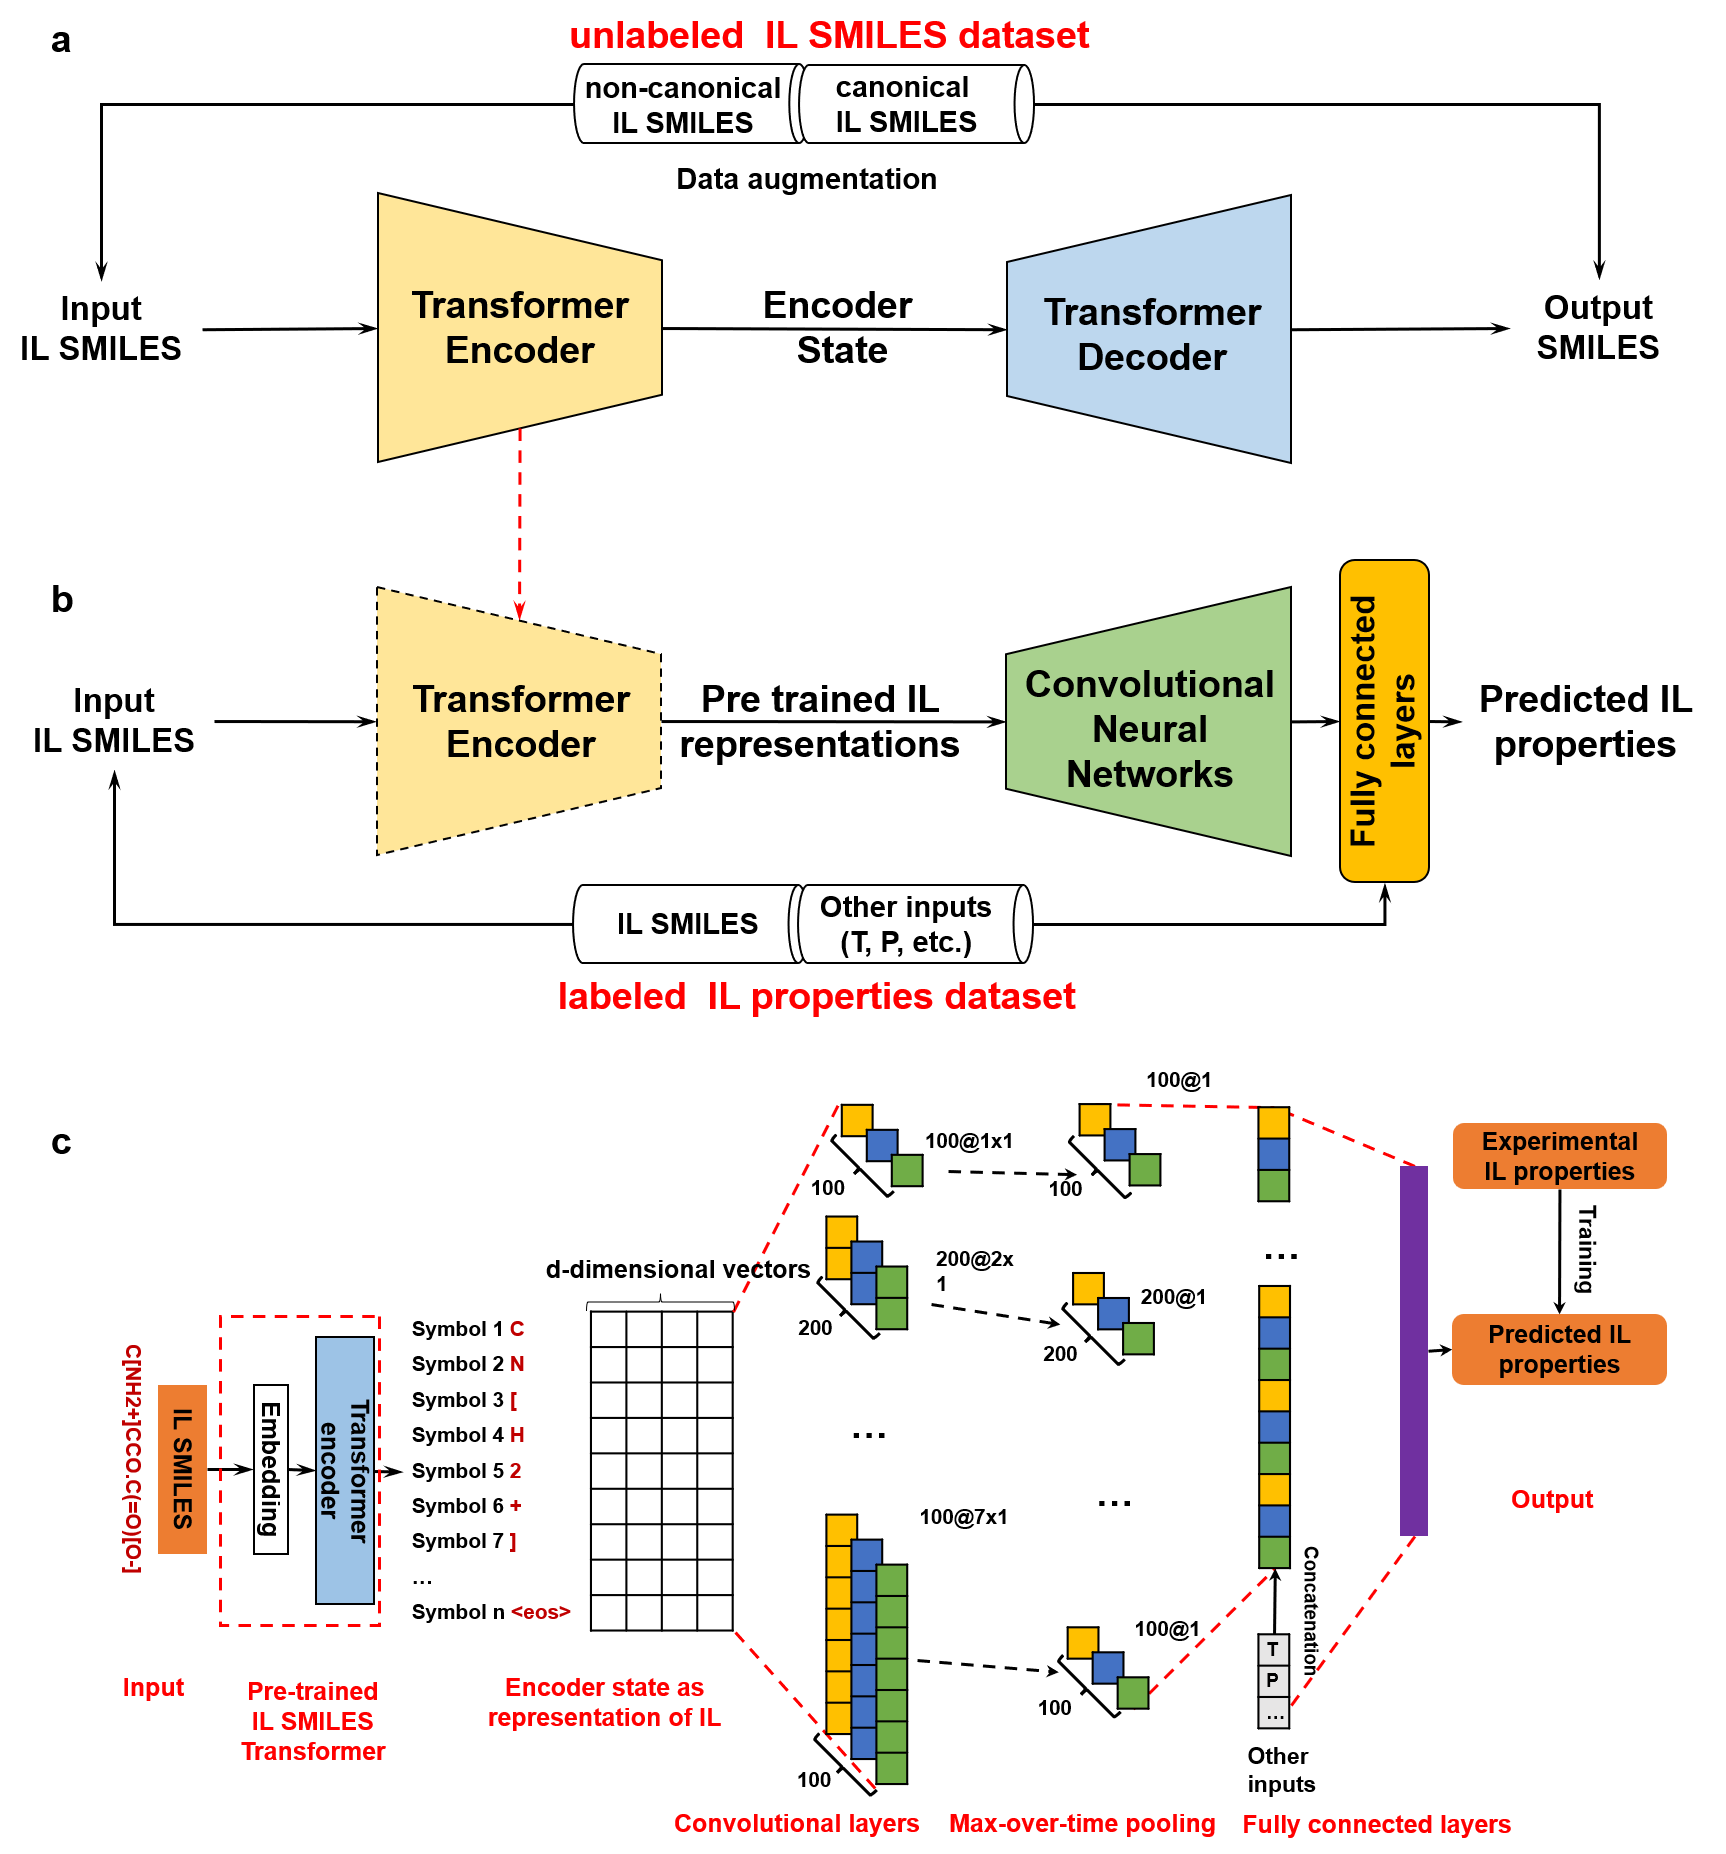 a
unlabeled  IL SMILES dataset
non-canonical
IL SMILES
canonical
IL SMILES
Data augmentation
Input
IL SMILES
Transformer
Encoder
Encoder
State
Transformer
Decoder
Output
SMILES
b
Input
IL SMILES
Transformer
Encoder
Pre trained IL
representations
Convolutional
Neural
Networks
Fully connected
layers
Predicted IL
properties
IL SMILES
Other inputs
(T, P, etc.)
labeled  IL properties dataset
c
C[NH2+]CCO.C(=O)[O-]
IL SMILES
Embedding
Transformer
encoder
Symbol 1 C
Symbol 2 N
Symbol 3 [
Symbol 4 H
Symbol 5 2
Symbol 6 +
Symbol 7 ]
...
Symbol n <eos>
d-dimensional vectors
100
100@1x1
100
100@1
200
200@2x
1
200
200@1
...
...
...
100
100@7x1
100
100@1
Concatenation
T
P
...
Other
inputs
Experimental
IL properties
Training
Predicted IL
properties
Output
Input
Pre-trained
IL SMILES
Transformer
Encoder state as
representation of IL
Convolutional layers
Max-over-time pooling
Fully connected layers